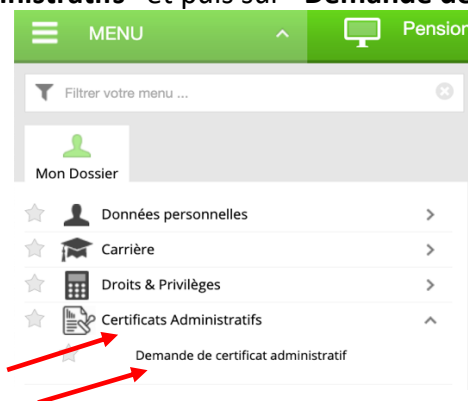 nistratifs" et puis sur "Demande de
MENU
Pension
Filtrer votre menu ...
Mon Dossier
Données personnelles
Carrière
Droits & Privilèges
Certificats Administratifs
Demande de certificat administratif